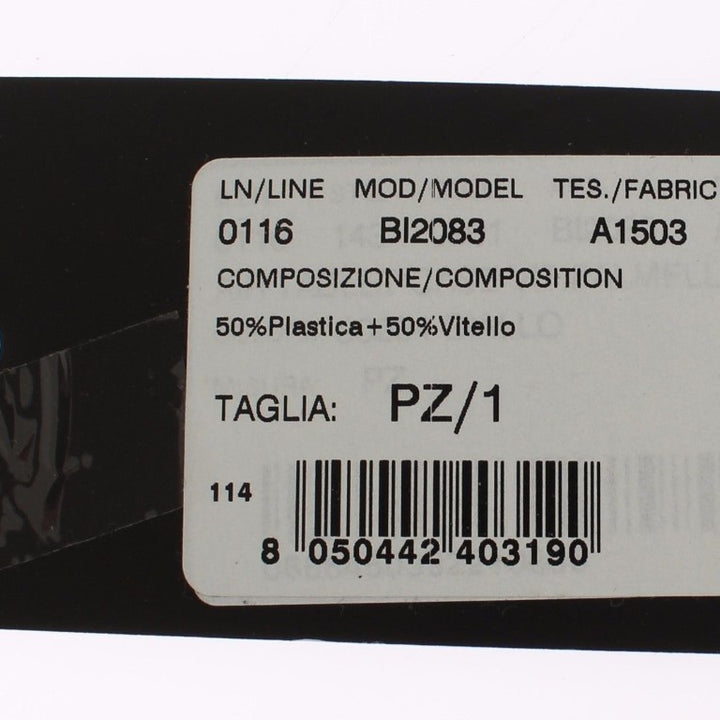 LN/LINE MOD/MODEL TES./FABRIC
0116 BI2083 A1503
COMPOSIZIONE/COMPOSITION
50%Plastica+50%Vitello
TAGLIA: PZ/1
114
8 050442 403190